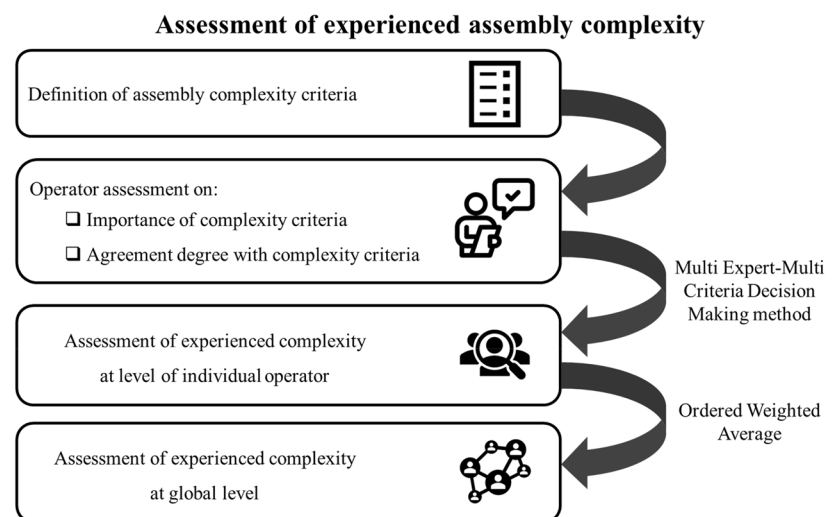 Assessment of experienced assembly complexity
Definition of assembly complexity criteria
Operator assessment on:
Importance of complexity criteria
Agreement degree with complexity criteria
Multi Expert-Multi
Criteria Decision
Making method
Assessment of experienced complexity
at level of individual operator
Ordered Weighted
Average
Assessment of experienced complexity
at global level